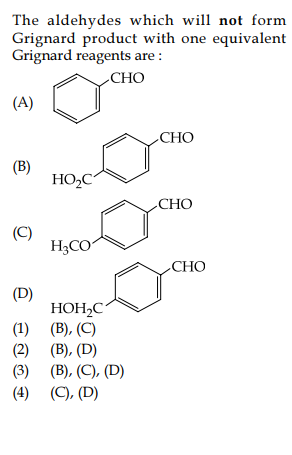 The aldehydes which will not form
Grignard product with one equivalent
Grignard reagents are :
CHO
(A)
CHO
(B)
HO₂C
CHO
(C)
H₃CO
CHO
(D)
HOH₂C
(1) (B), (C)
(2) (B), (D)
(3) (B), (C), (D)
(4) (C), (D)